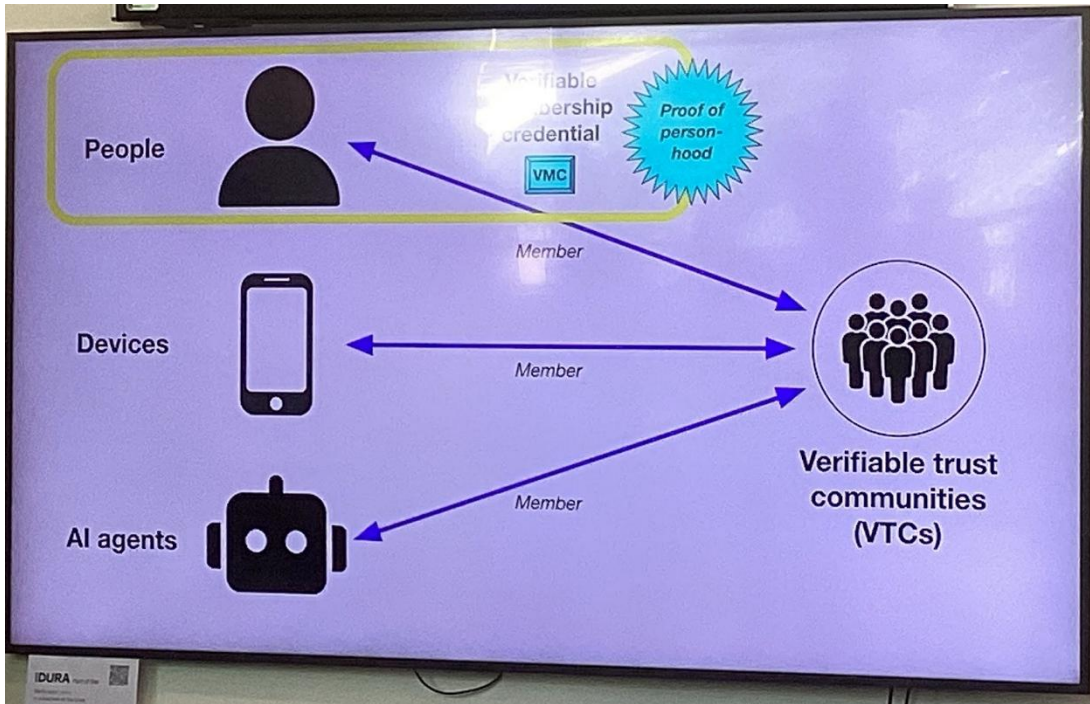 People
Verifiable
membership
credential
VMC
Proof of
person-
hood
Member
Devices
Member
AI agents
Member
Verifiable trust
communities
(VTCs)
IDURA